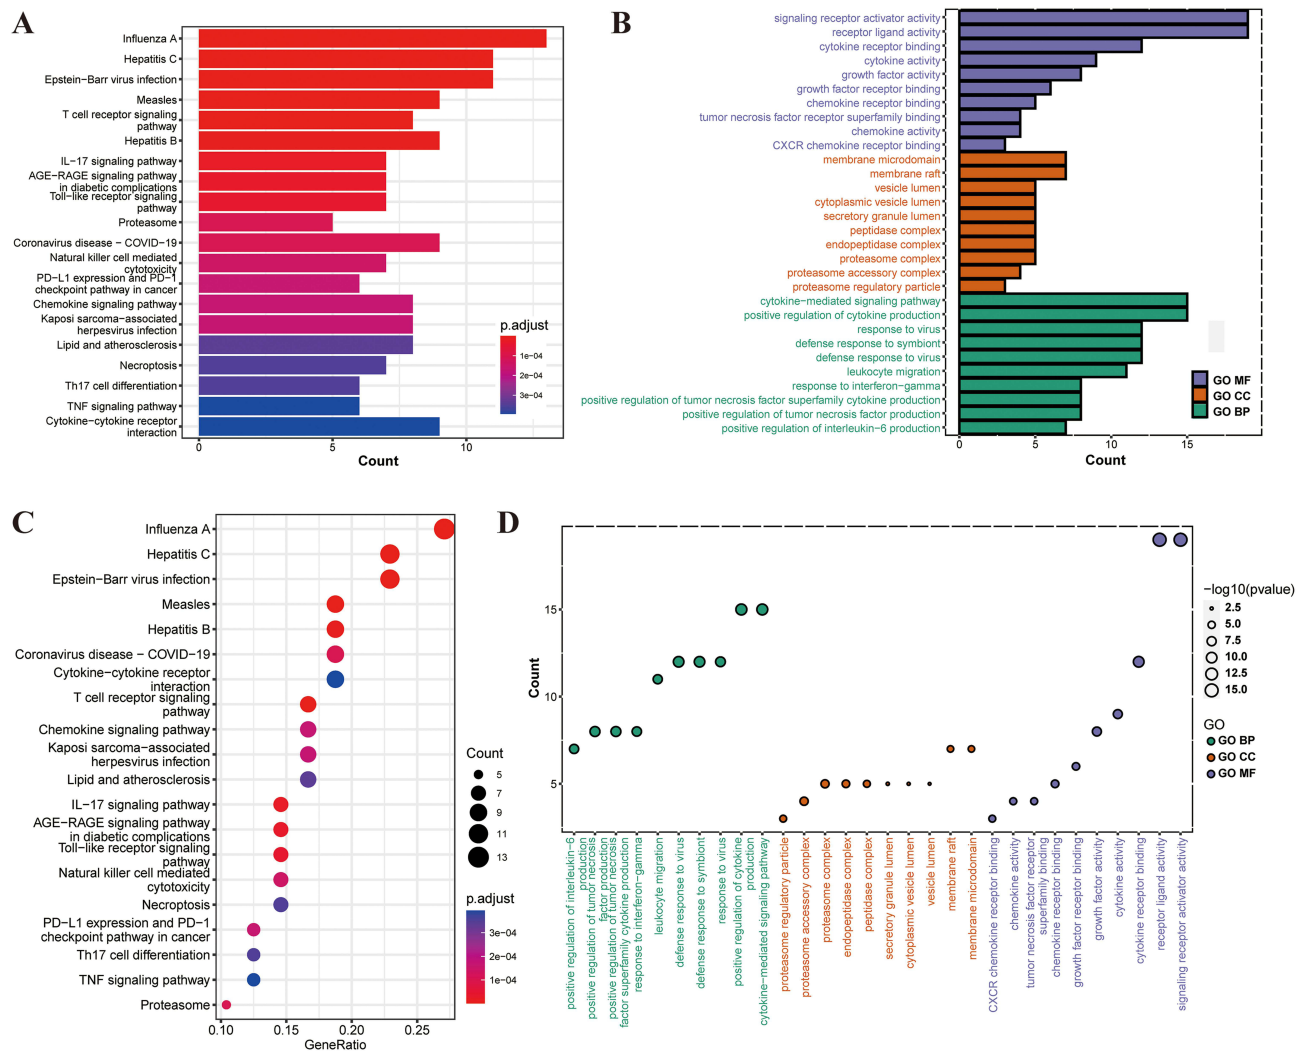 A
Influenza A
Hepatitis C
Epstein−Barr virus infection
Measles
T cell receptor signaling
pathway
Hepatitis B
IL−17 signaling pathway
AGE−RAGE signaling pathway
in diabetic complications
Toll−like receptor signaling
pathway
Proteasome
Coronavirus disease − COVID−19
Natural killer cell mediated
cytotoxicity
PD−L1 expression and PD−1
checkpoint pathway in cancer
Chemokine signaling pathway
Kaposi sarcoma−associated
herpesvirus infection
Lipid and atherosclerosis
Necroptosis
Th17 cell differentiation
TNF signaling pathway
Cytokine−cytokine receptor
interaction
0 5 10
Count
p.adjust
1e−04
2e−04
3e−04
B
signaling receptor activator activity
receptor ligand activity
cytokine receptor binding
cytokine activity
growth factor activity
growth factor receptor binding
chemokine receptor binding
tumor necrosis factor receptor superfamily binding
chemokine activity
CXCR chemokine receptor binding
membrane microdomain
membrane raft
vesicle lumen
cytoplasmic vesicle lumen
secretory granule lumen
peptidase complex
endopeptidase complex
proteasome complex
proteasome accessory complex
proteasome regulatory particle
cytokine−mediated signaling pathway
positive regulation of cytokine production
response to virus
defense response to symbiont
defense response to virus
leukocyte migration
response to interferon−gamma
positive regulation of tumor necrosis factor superfamily cytokine production
positive regulation of tumor necrosis factor production
positive regulation of interleukin−6 production
0 5 10 15
Count
GO MF
GO CC
GO BP
C
Influenza A
Hepatitis C
Epstein−Barr virus infection
Measles
Hepatitis B
Coronavirus disease − COVID−19
Cytokine−cytokine receptor
interaction
T cell receptor signaling
pathway
Chemokine signaling pathway
Kaposi sarcoma−associated
herpesvirus infection
Lipid and atherosclerosis
IL−17 signaling pathway
AGE−RAGE signaling pathway
in diabetic complications
Toll−like receptor signaling
pathway
Natural killer cell mediated
cytotoxicity
Necroptosis
PD−L1 expression and PD−1
checkpoint pathway in cancer
Th17 cell differentiation
TNF signaling pathway
Proteasome
0.10 0.15 0.20 0.25
GeneRatio
Count
5
7
9
11
13
p.adjust
3e−04
2e−04
1e−04
D
Count
15
10
5
positive regulation of interleukin−6
production
positive regulation of tumor necrosis
factor production
positive regulation of tumor necrosis
factor superfamily cytokine production
response to interferon−gamma
leukocyte migration
defense response to virus
defense response to symbiont
response to virus
positive regulation of cytokine
production
cytokine−mediated signaling pathway
proteasome regulatory particle
proteasome accessory complex
proteasome complex
endopeptidase complex
peptidase complex
secretory granule lumen
cytoplasmic vesicle lumen
vesicle lumen
membrane raft
membrane microdomain
CXCR chemokine receptor binding
chemokine activity
tumor necrosis factor receptor
superfamily binding
chemokine receptor binding
growth factor receptor binding
growth factor activity
cytokine activity
cytokine receptor binding
receptor ligand activity
signaling receptor activator activity
−log10(pvalue)
2.5
5.0
7.5
10.0
12.5
15.0
GO
GO BP
GO CC
GO MF